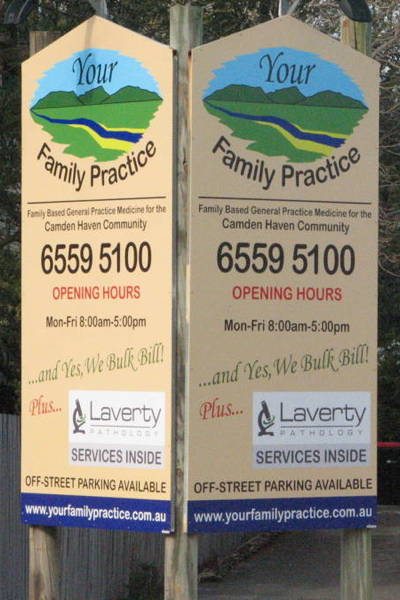 Your
Family Practice
Family Based General Practice Medicine for the
Camden Haven Community
6559 5100
OPENING HOURS
Mon-Fri 8:00am-5:00pm
...and Yes, We Bulk Bill!
Plus...
Laverty
PATHOLOGY
SERVICES INSIDE
OFF-STREET PARKING AVAILABLE
www.yourfamilypractice.com.au
Your
Family Practice
Family Based General Practice Medicine for the
Camden Haven Community
6559 5100
OPENING HOURS
Mon-Fri 8:00am-5:00pm
...and Yes, We Bulk Bill!
Plus...
Laverty
PATHOLOGY
SERVICES INSIDE
OFF-STREET PARKING AVAILABLE
www.yourfamilypractice.com.au